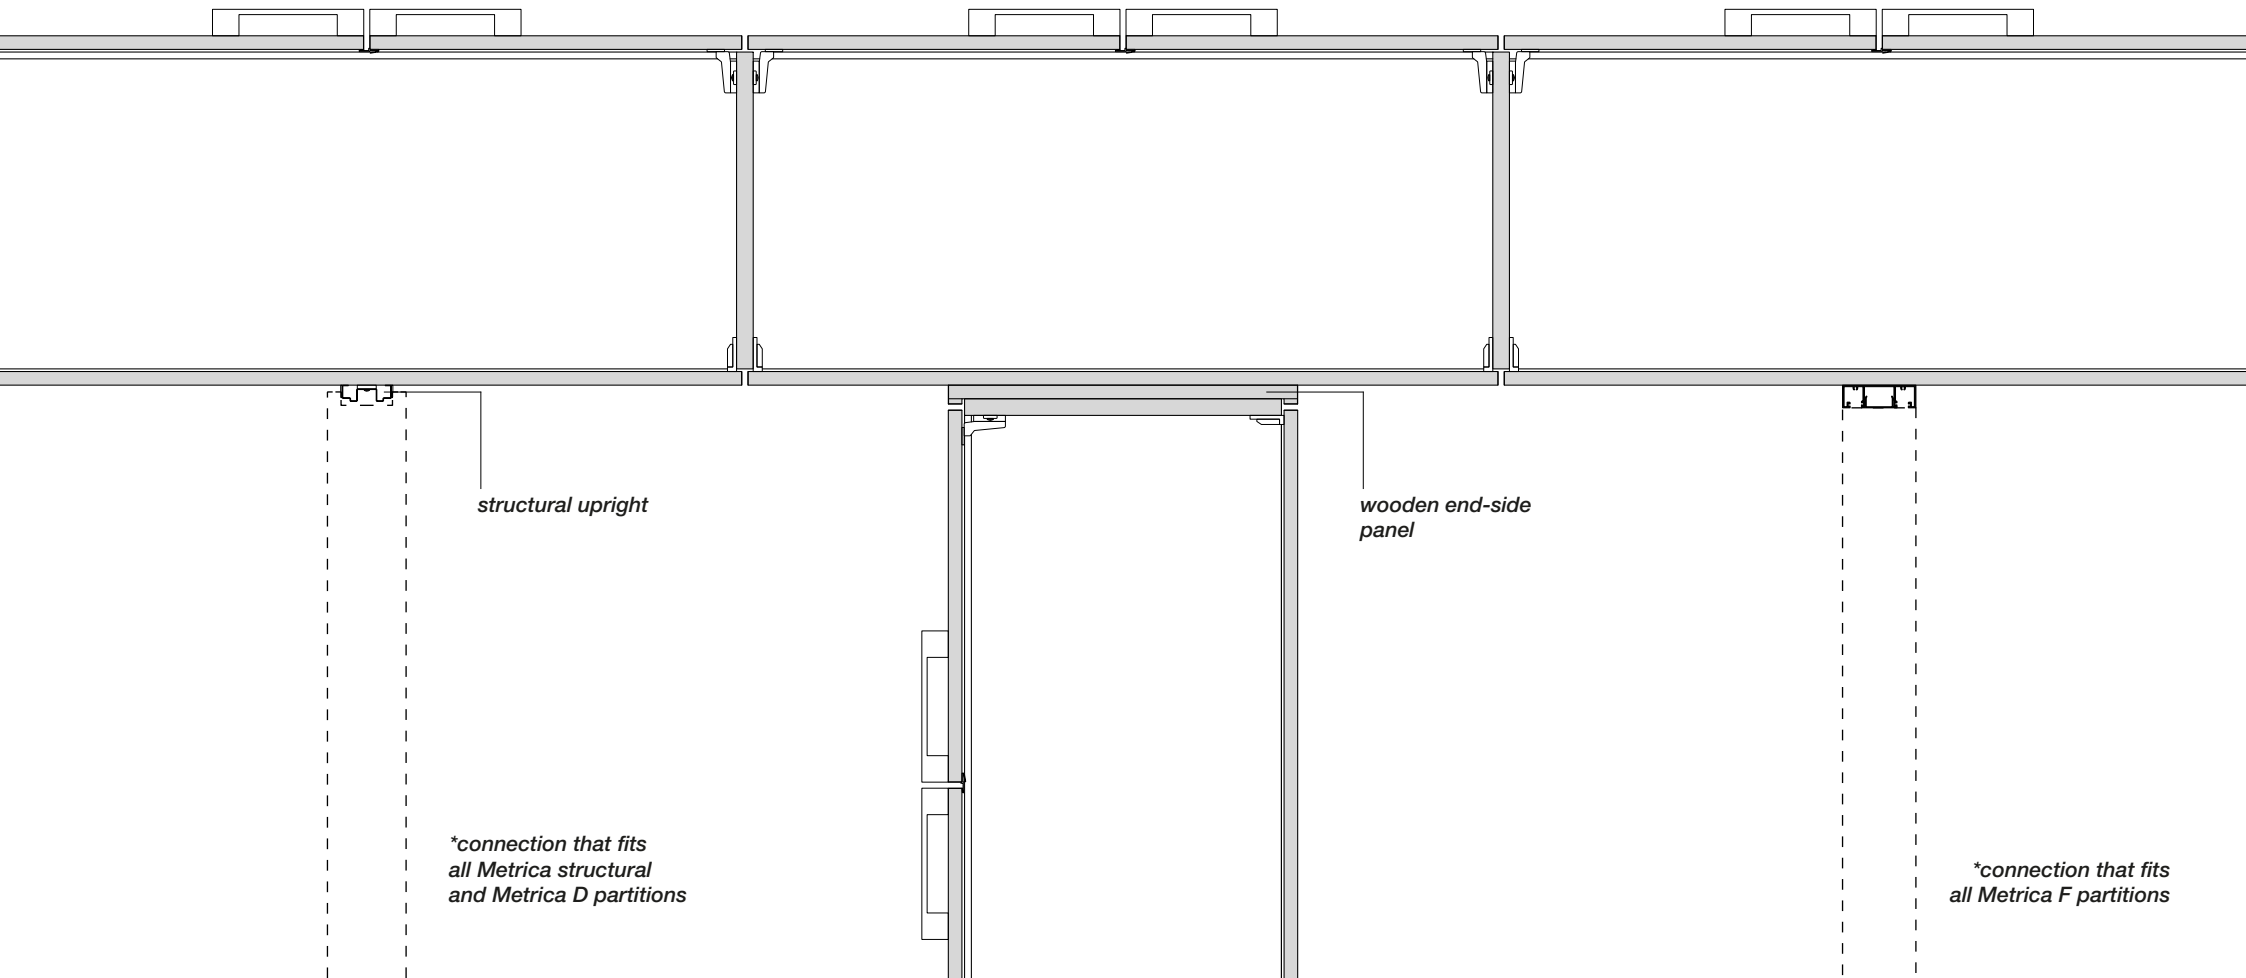 structural upright
wooden end-side
panel
*connection that fits
all Metrica structural
and Metrica D partitions
*connection that fits
all Metrica F partitions